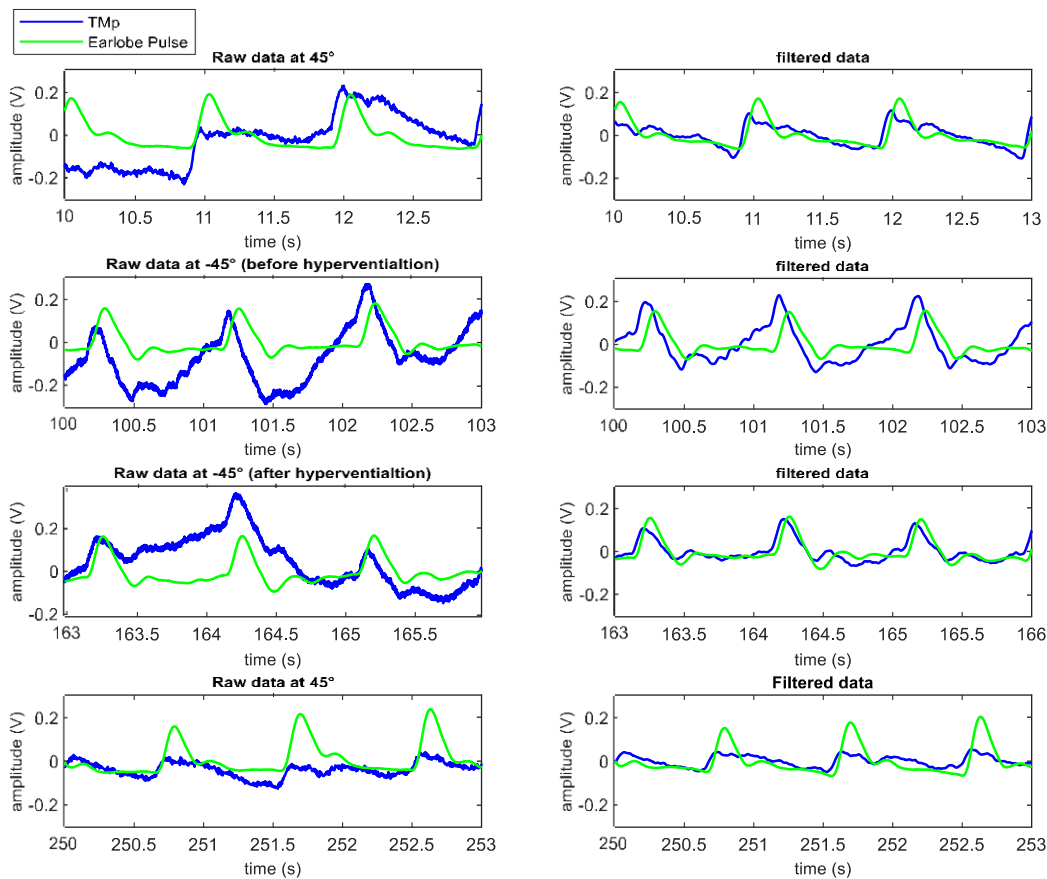 TMp
Earlobe Pulse
Raw data at 45°
amplitude (V)
0.2
0
-0.2
10 10.5 11 11.5 12 12.5
time (s)
filtered data
amplitude (V)
0.2
0
-0.2
10 10.5 11 11.5 12 12.5 13
time (s)
Raw data at -45° (before hyperventialtion)
amplitude (V)
0.2
0
-0.2
100 100.5 101 101.5 102 102.5 103
time (s)
filtered data
amplitude (V)
0.2
0
-0.2
100 100.5 101 101.5 102 102.5 103
time (s)
Raw data at -45° (after hyperventialtion)
amplitude (V)
0.2
0
-0.2
163 163.5 164 164.5 165 165.5
time (s)
filtered data
amplitude (V)
0.2
0
-0.2
163 163.5 164 164.5 165 165.5 166
time (s)
Raw data at 45°
amplitude (V)
0.2
0
-0.2
250 250.5 251 251.5 252 252.5 253
time (s)
Filtered data
amplitude (V)
0.2
0
-0.2
250 250.5 251 251.5 252 252.5 253
time (s)